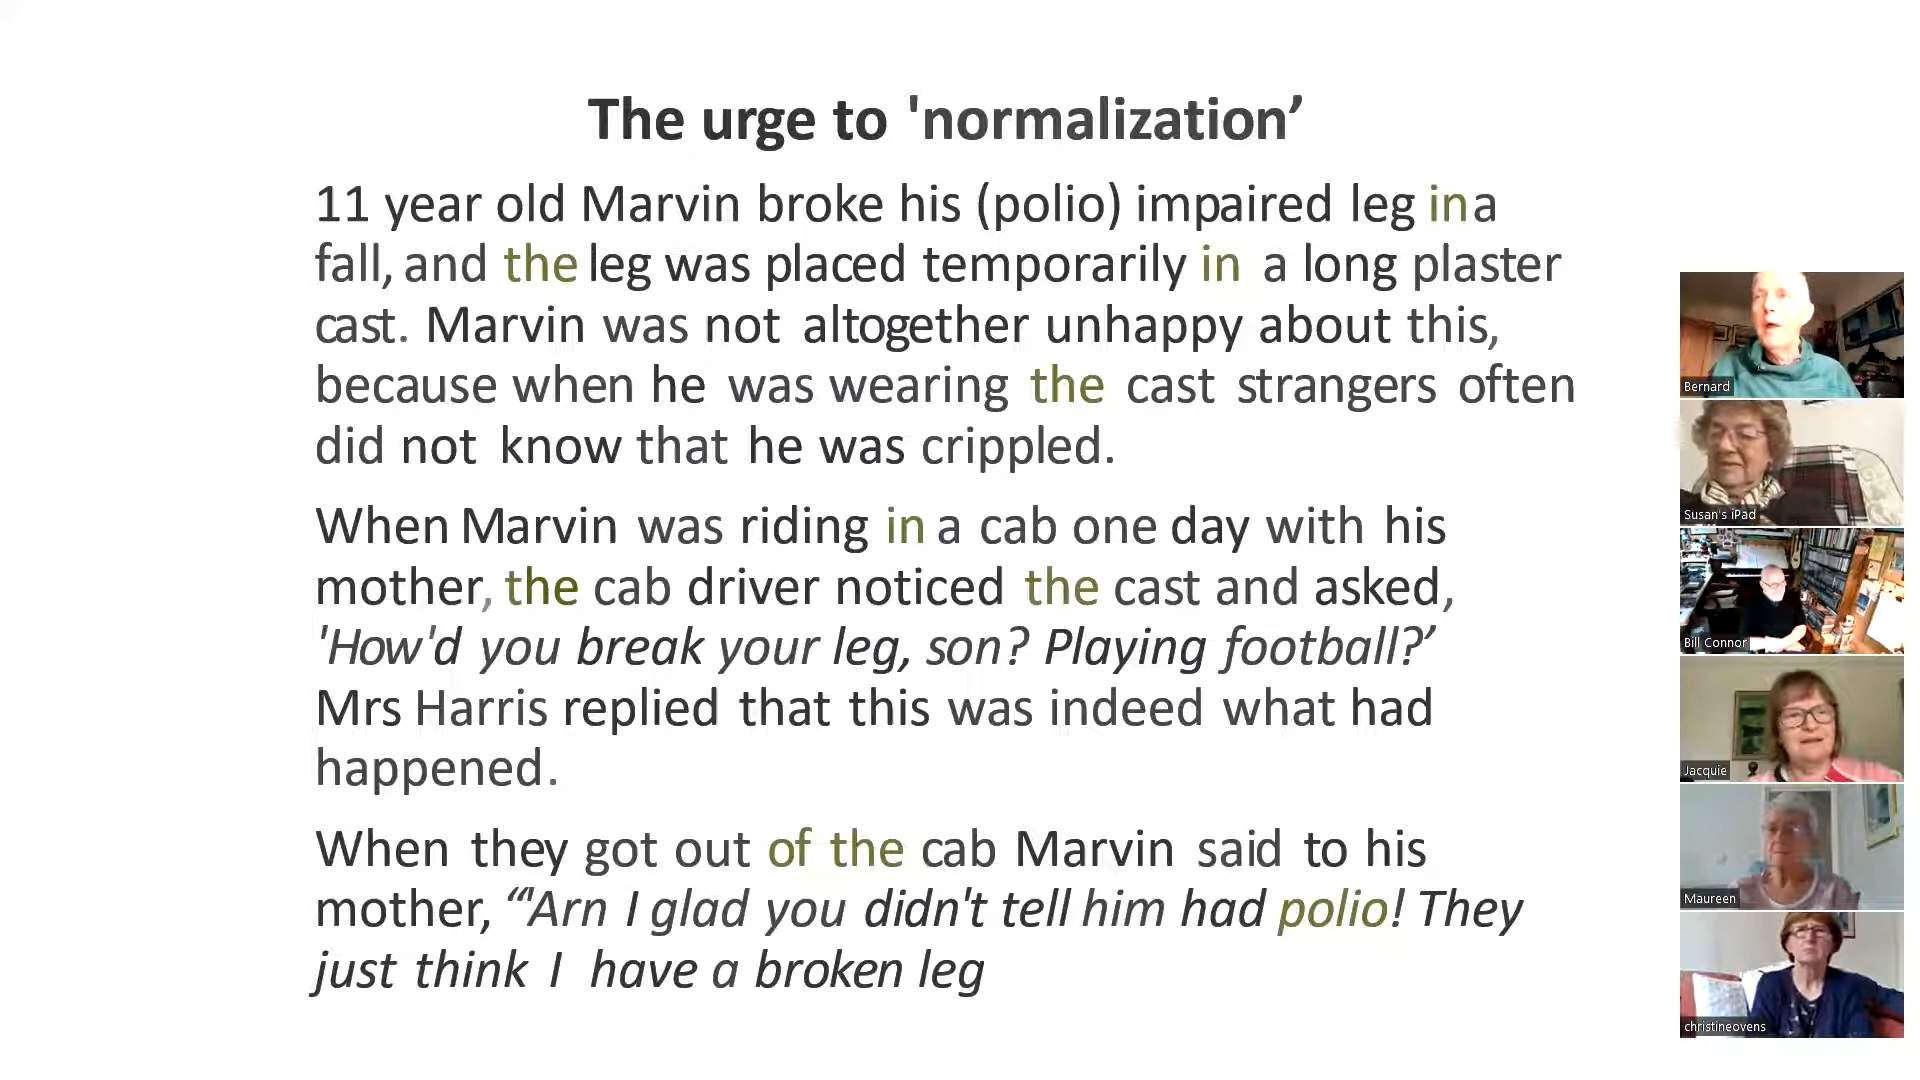 The urge to 'normalization’
11 year old Marvin broke his (polio) impaired leg in a
fall, and the leg was placed temporarily in a long plaster
cast. Marvin was not altogether unhappy about this,
because when he was wearing the cast strangers often
did not know that he was crippled.
When Marvin was riding in a cab one day with his
mother, the cab driver noticed the cast and asked,
'How'd you break your leg, son? Playing football?’
Mrs Harris replied that this was indeed what had
happened.
When they got out of the cab Marvin said to his
mother, “‘Arn I glad you didn't tell him had polio! They
just think I have a broken leg
Bernard
Susan's iPad
Bill Connor
Jacquie
Maureen
christineovens